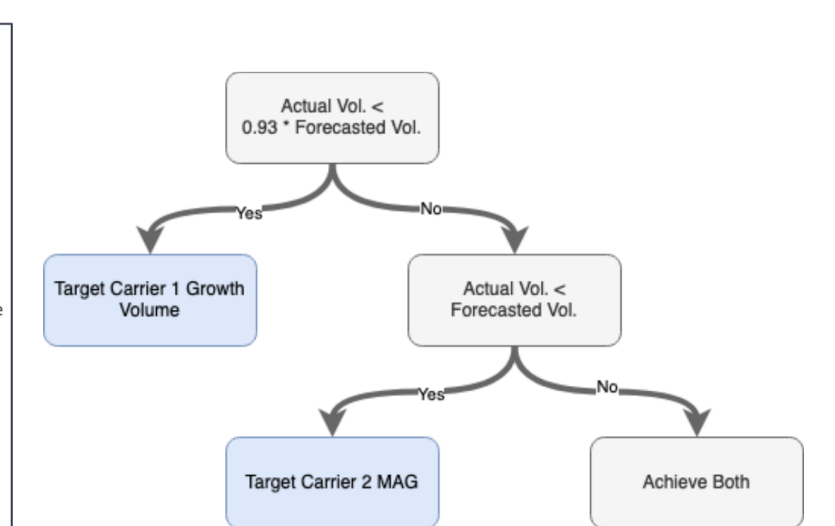 Actual Vol. <
0.93 * Forecasted Vol.
Yes
No
Target Carrier 1 Growth
Volume
Actual Vol. <
Forecasted Vol.
e
Yes
No
Target Carrier 2 MAG
Achieve Both